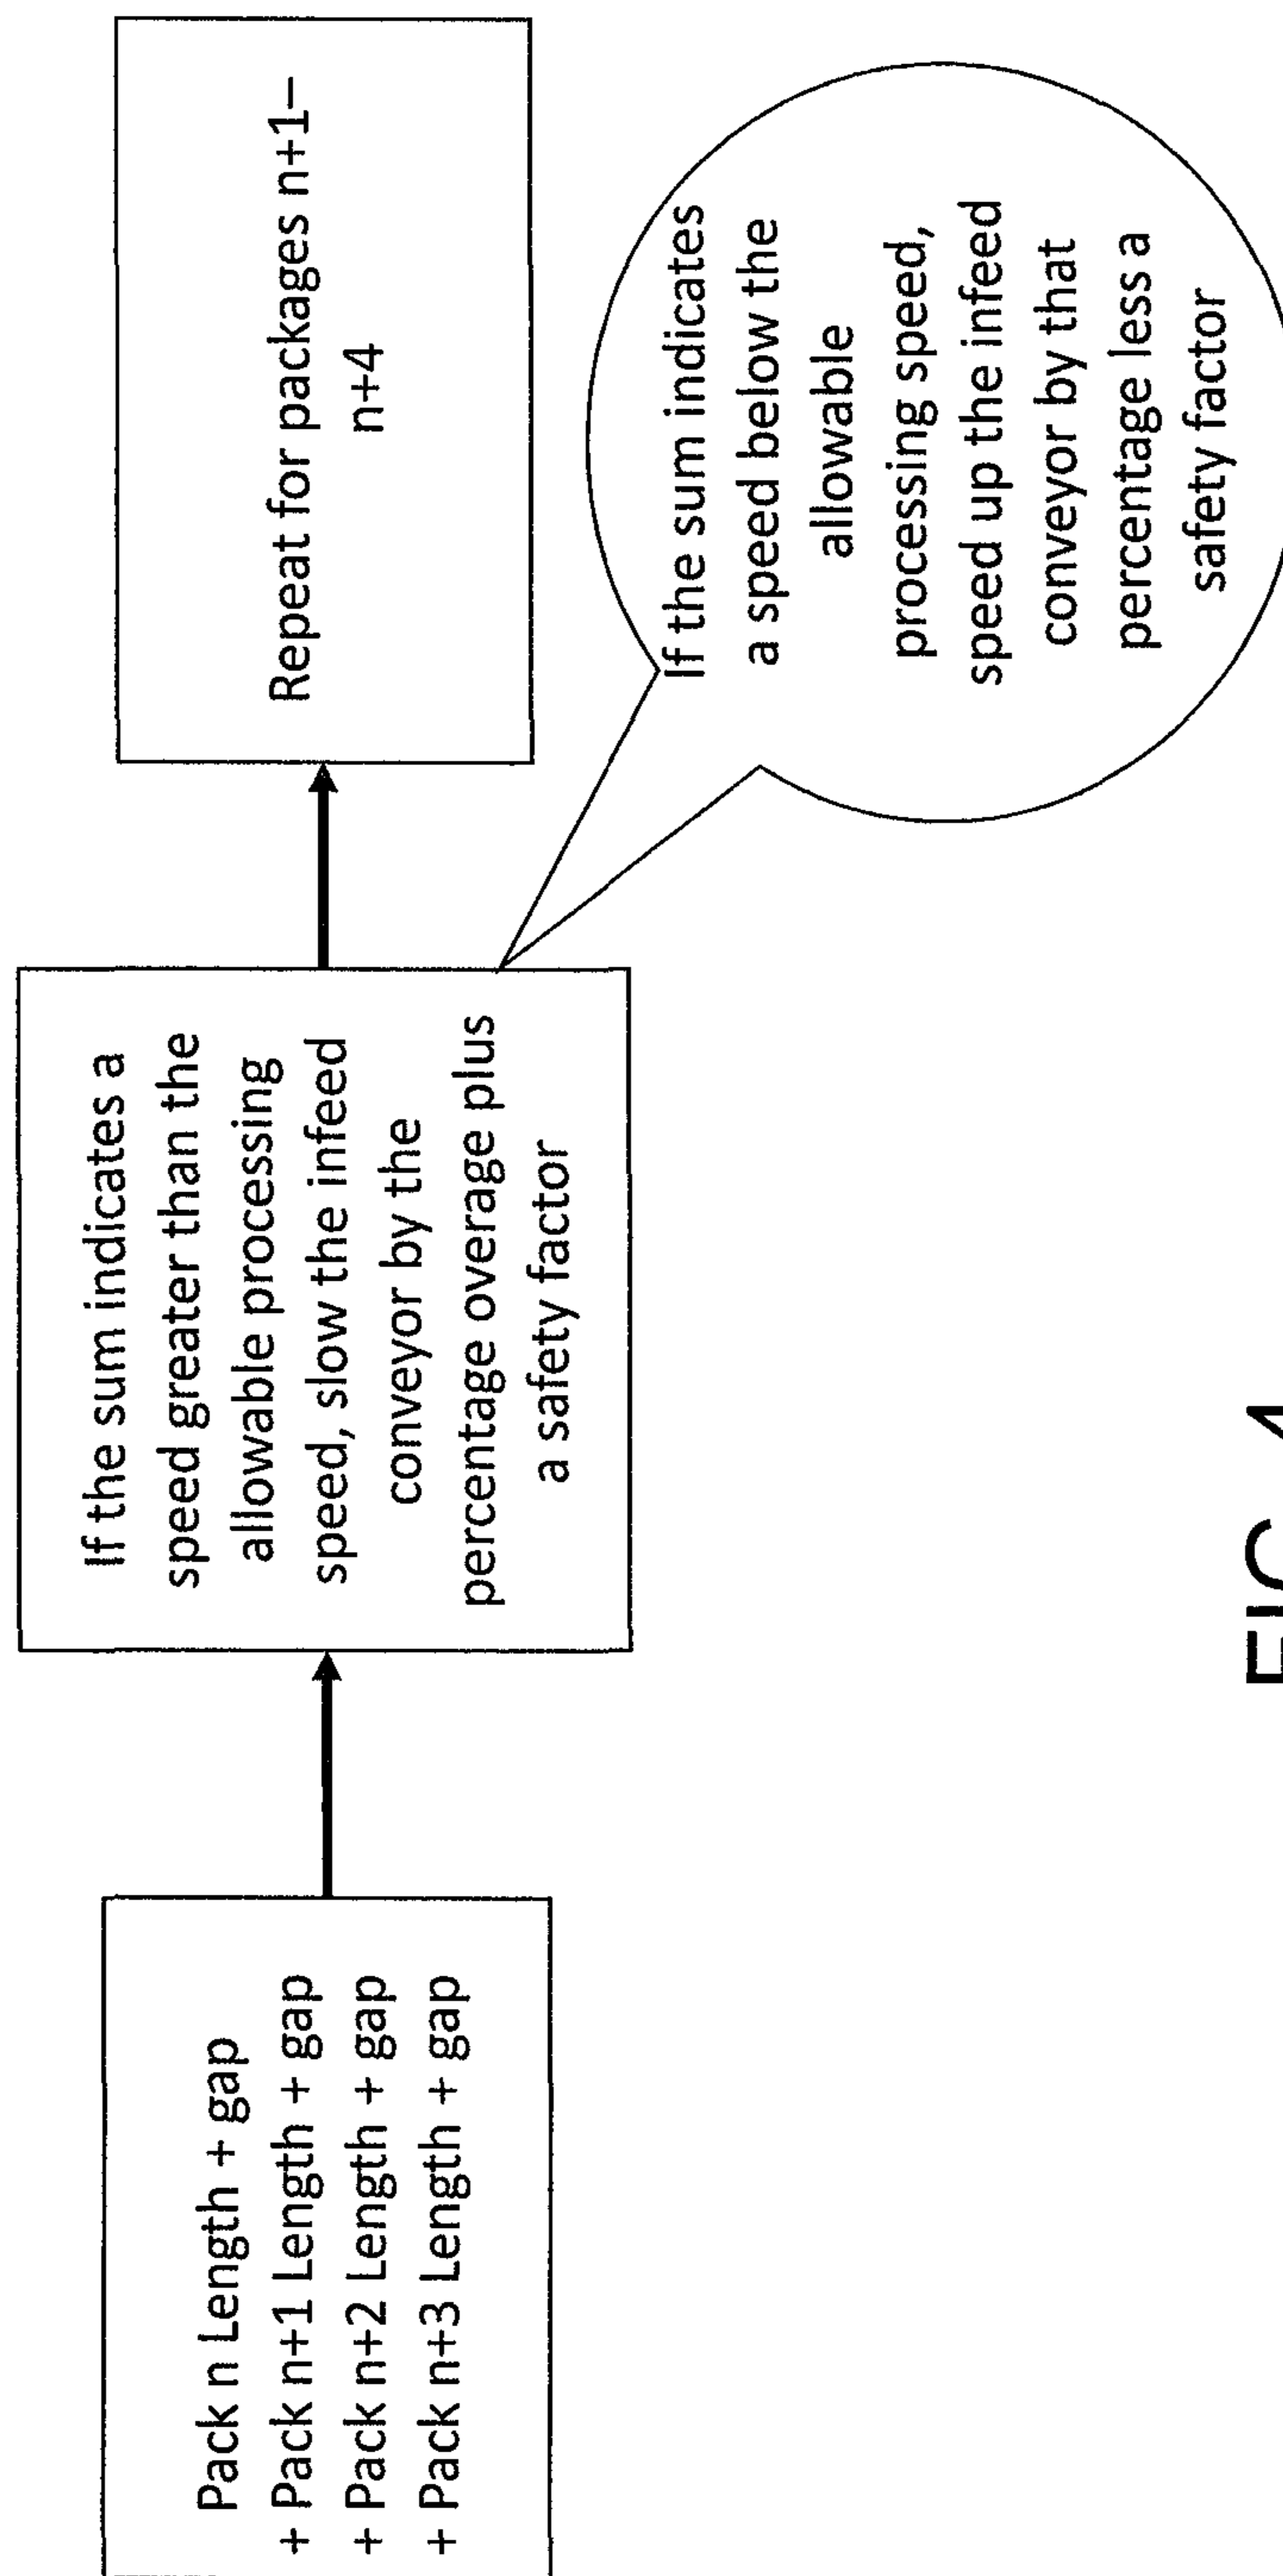 Pack n Length + gap
+ Pack n+1 Length + gap
+ Pack n+2 Length + gap
+ Pack n+3 Length + gap
If the sum indicates a
speed greater than the
allowable processing
speed, slow the infeed
conveyor by the
percentage overage plus
a safety factor
Repeat for packages n+1–
n+4
If the sum indicates
a speed below the
allowable
processing speed,
speed up the infeed
conveyor by that
percentage less a
safety factor
FIG. 4